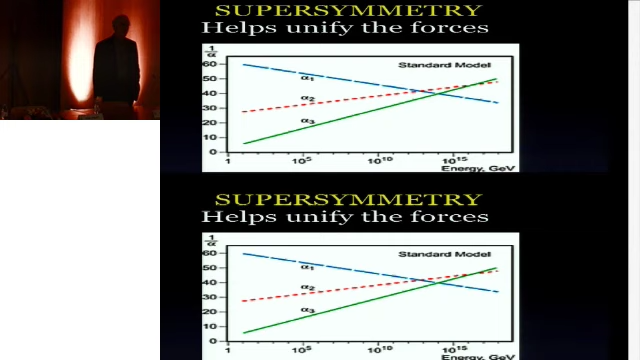 SUPERSYMMETRY
Helps unify the forces
1/α
Standard Model
60
50
40
30
20
10
0
α1
α2
α3
1 10^5 10^10 10^15
Energy, GeV
SUPERSYMMETRY
Helps unify the forces
1/α
Standard Model
60
50
40
30
20
10
0
α1
α2
α3
1 10^5 10^10 10^15
Energy, GeV